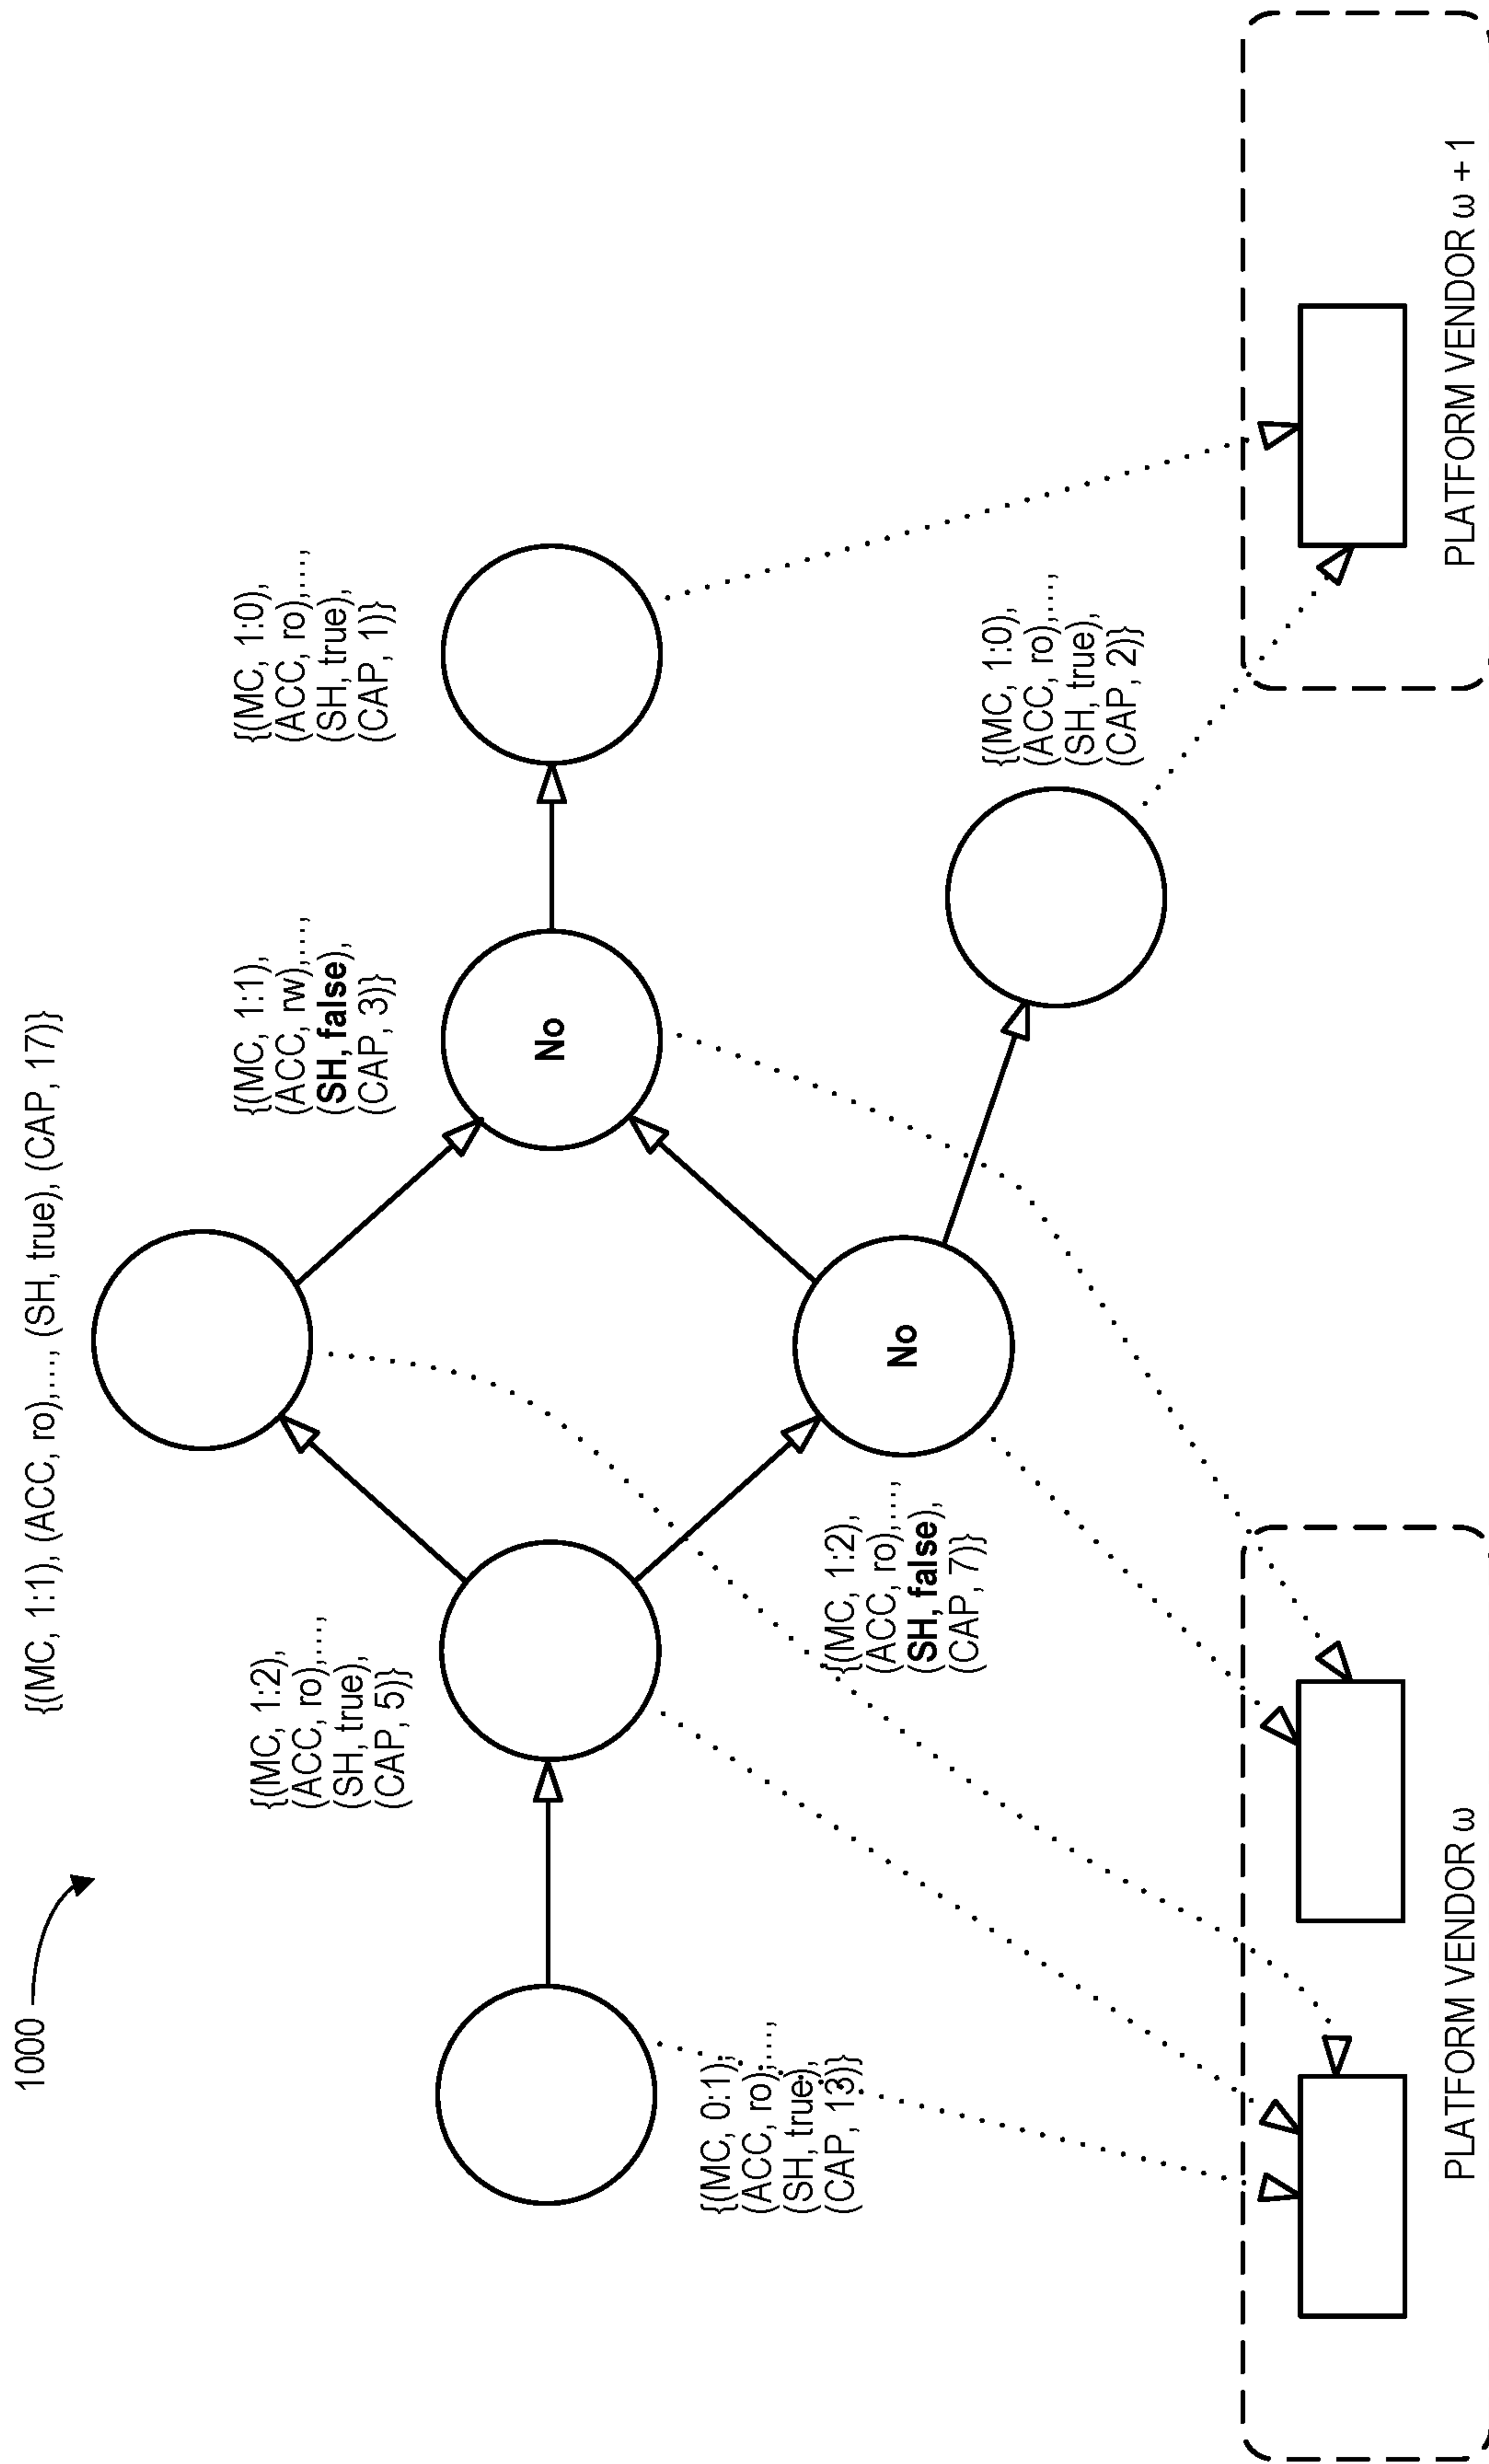 1000
{(MC, 1:1), (ACC, ro),..., (SH, true), (CAP, 17)}
{(MC, 1:2),
(ACC, ro),...,
(SH, true),
(CAP, 5)}
{(MC, 1:1),
(ACC, rw),...,
(SH, false),
(CAP, 3)}
{(MC, 1:0),
(ACC, ro),...,
(SH, true),
(CAP, 1)}
No
{(MC, 0:1),
(ACC, ro),...,
(SH, true),
(CAP, 13)}
{(MC, 1:2),
(ACC, ro),...,
(SH, false),
(CAP, 7)}
No
{(MC, 1:0),
(ACC, ro),...,
(SH, true),
(CAP, 2)}
PLATFORM VENDOR ω
PLATFORM VENDOR ω + 1